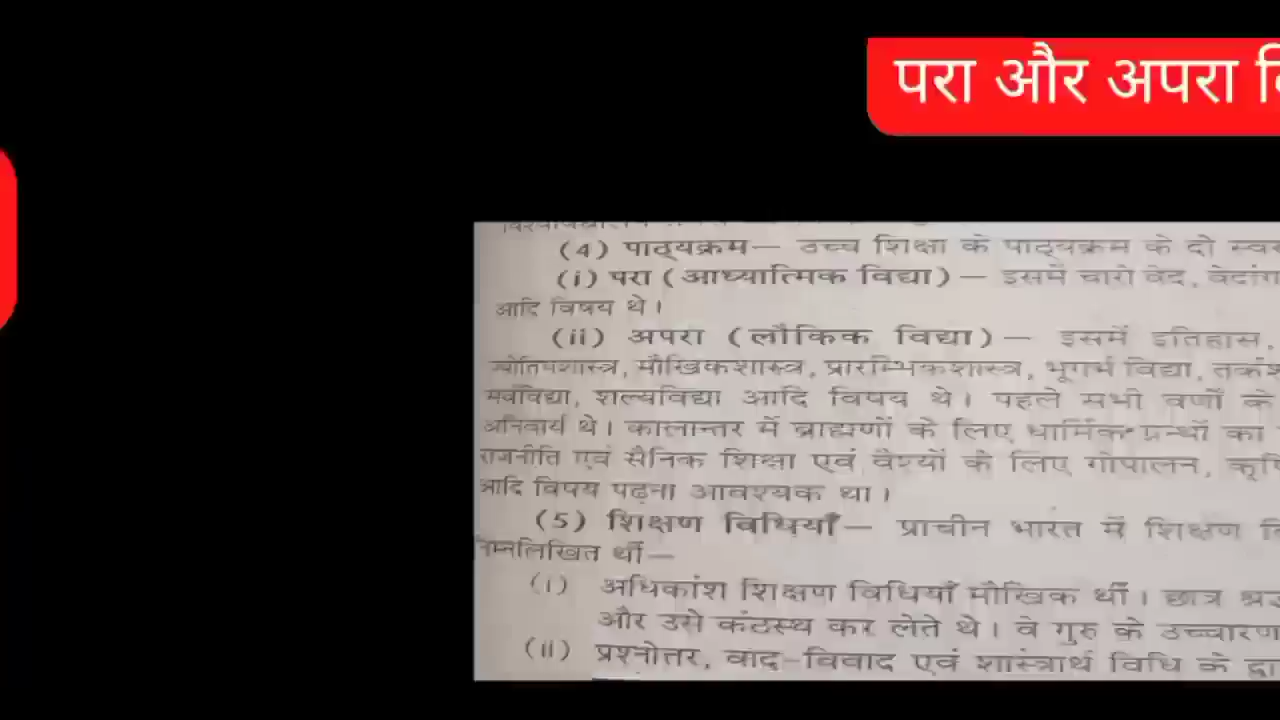 परा और अपरा
(4) पाठ्यक्रम— उच्च शिक्षा के पाठ्यक्रम के दो
(i) परा (आध्यात्मिक विद्या) — इसमें चारों वेद, वेदांग
आदि विषय थे।
(ii) अपरा (लौकिक विद्या) — इसमें इतिहास,
ज्योतिषशास्त्र, मौखिकशास्त्र, प्रारम्भिकशास्त्र, भूगर्भ विद्या,
शल्यविद्या आदि विषय थे। पहले सभी वर्णों के
अनिवार्य थे। कालान्तर में ब्राह्मणों के लिए धार्मिक ग्रन्थों का
राजनीति एवं सैनिक शिक्षा एवं वैश्यों के लिए गोपालन,
आदि विषय पढ़ना आवश्यक था।
(5) शिक्षण विधियाँ— प्राचीन भारत में शिक्षण
निम्नलिखित थीं—
(i) अधिकांश शिक्षण विधियाँ मौखिक थीं। छात्र
और उसे कंठस्थ कर लेते थे। वे गुरु के उच्चारण
(ii) प्रश्नोत्तर, वाद-विवाद एवं शास्त्रार्थ विधि के